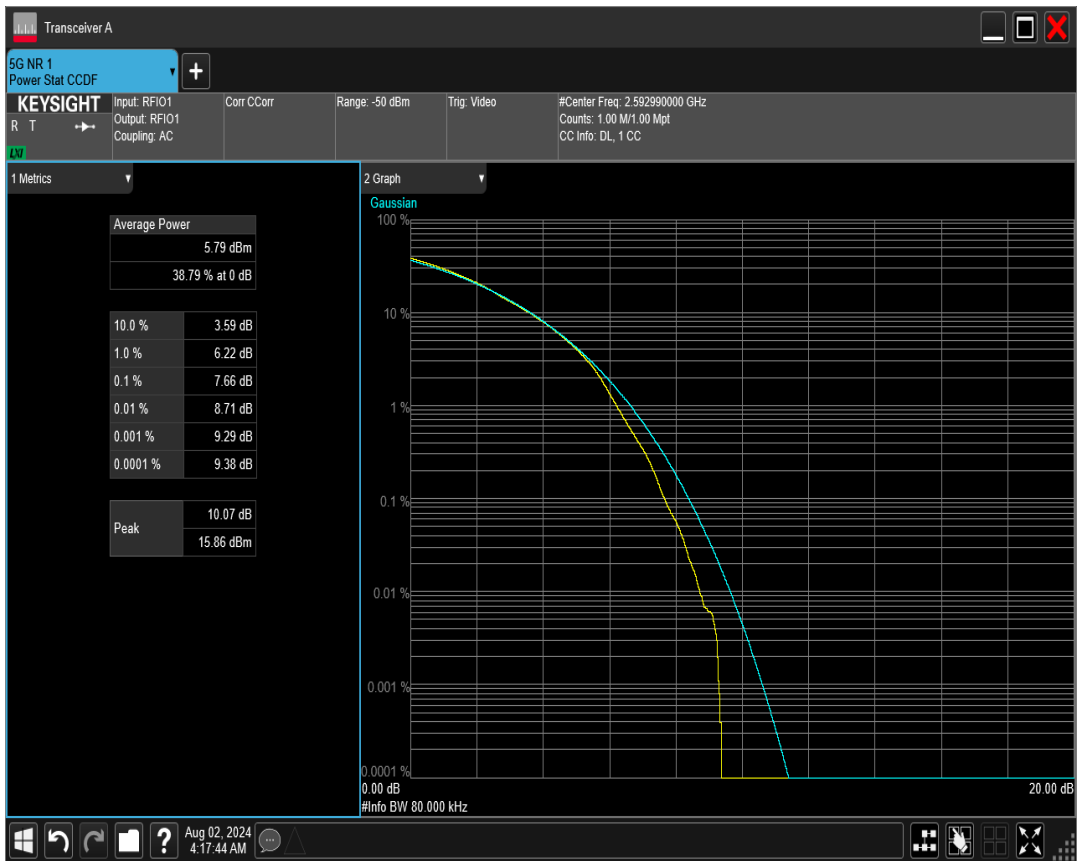 Transceiver A
5G NR 1
Power Stat CCDF
KEYSIGHT
R T
LXI
Input: RFIO1
Output: RFIO1
Coupling: AC
Corr CCorr
Range: -50 dBm
Trig: Video
#Center Freq: 2.592990000 GHz
Counts: 1.00 M/1.00 Mpt
CC Info: DL, 1 CC
1 Metrics
Average Power
5.79 dBm
38.79 % at 0 dB
10.0 % 3.59 dB
1.0 % 6.22 dB
0.1 % 7.66 dB
0.01 % 8.71 dB
0.001 % 9.29 dB
0.0001 % 9.38 dB
Peak
10.07 dB
15.86 dBm
2 Graph
Gaussian
100 %
10 %
1 %
0.1 %
0.01 %
0.001 %
0.0001 %
0.00 dB
20.00 dB
#Info BW 80.000 kHz
Aug 02, 2024
4:17:44 AM